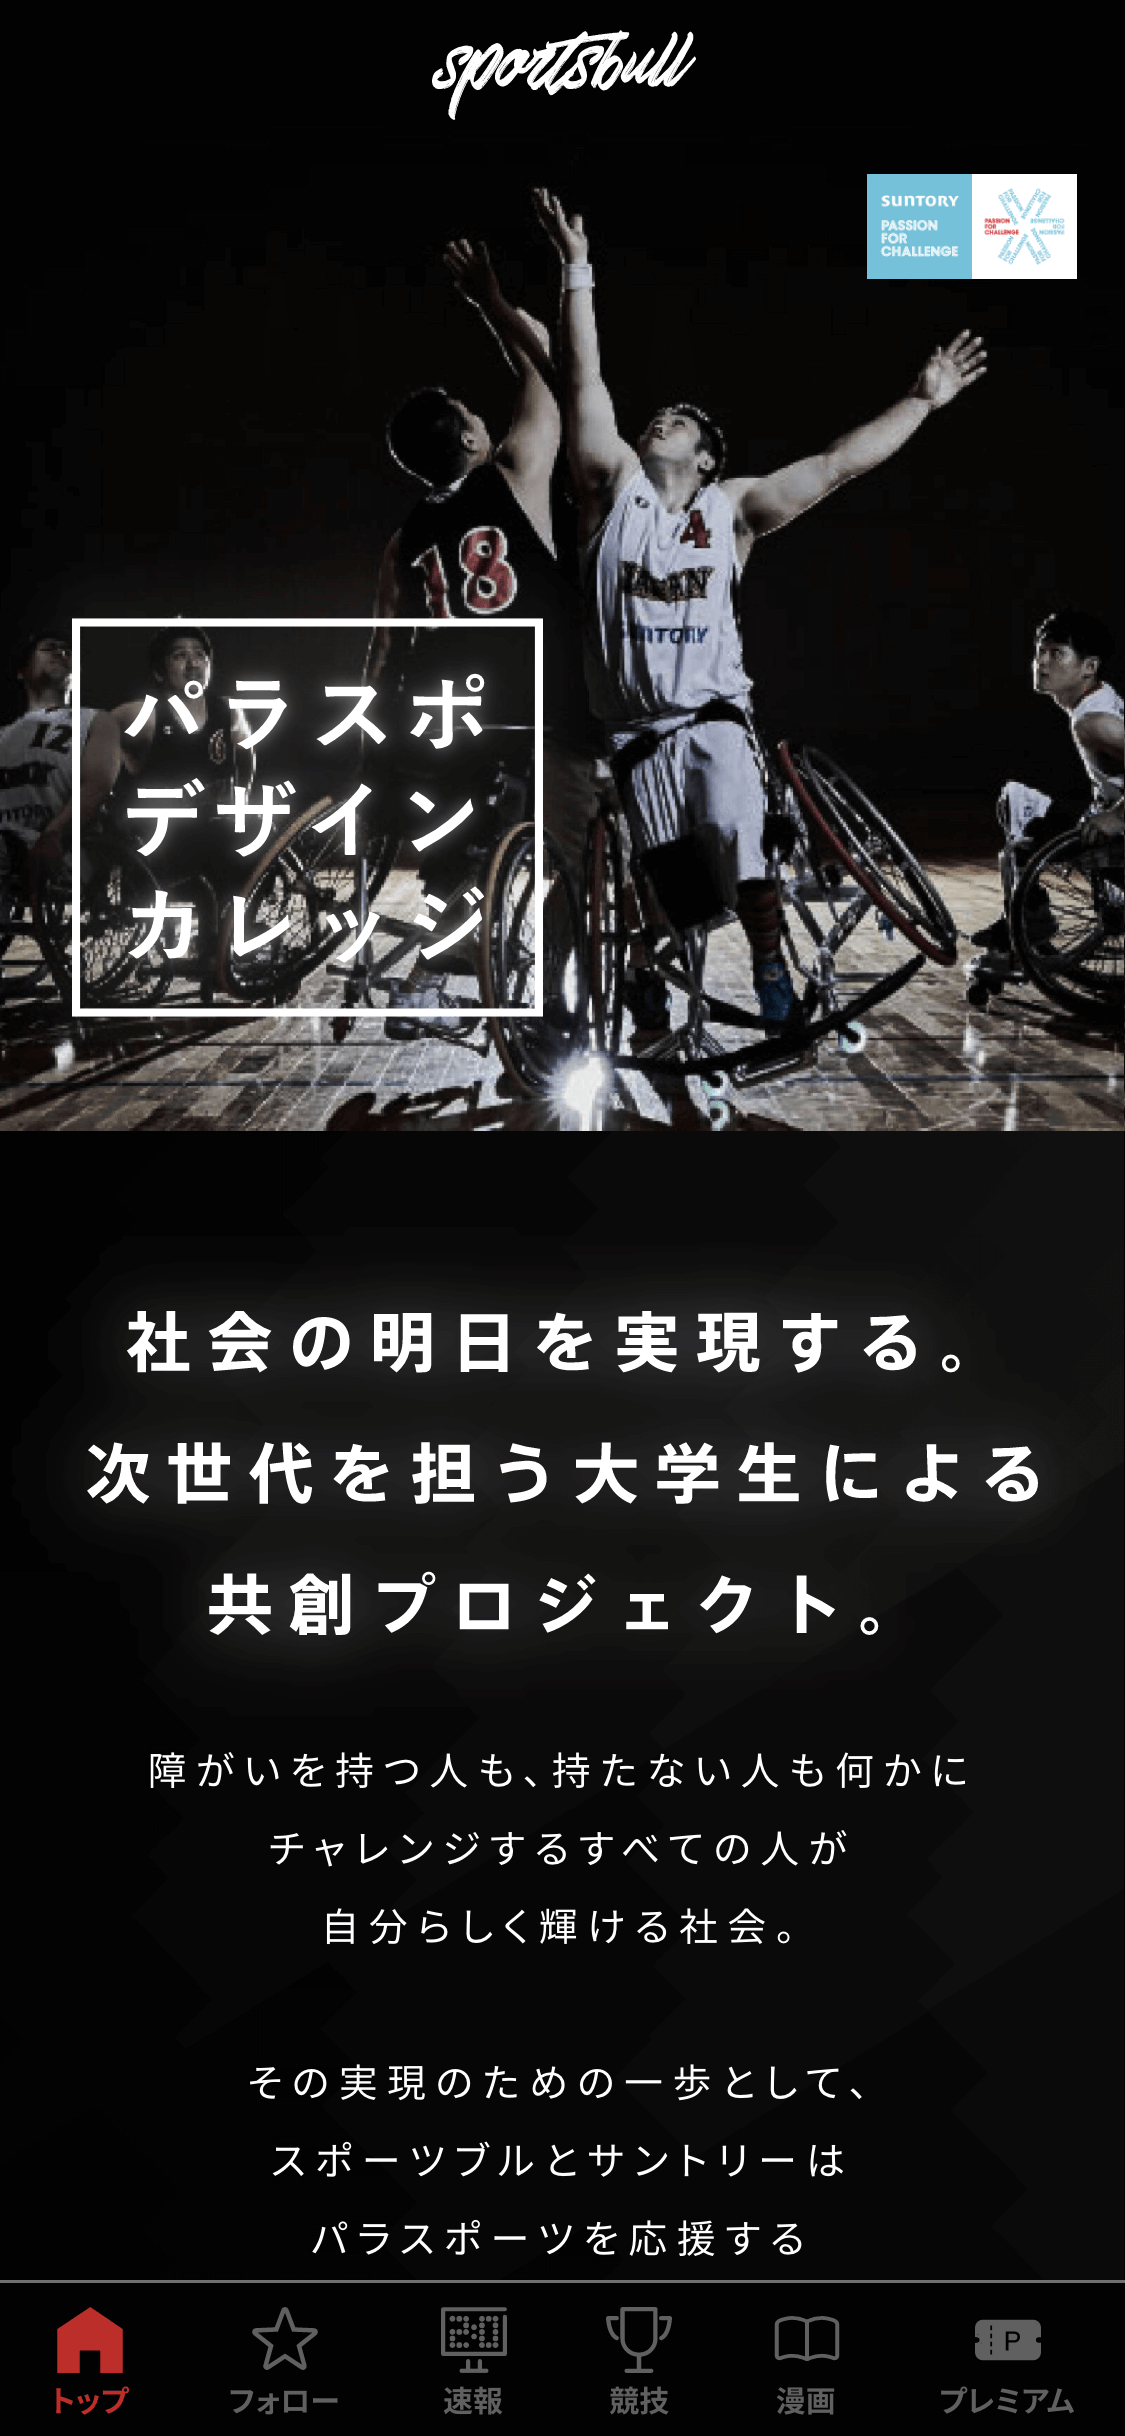 sportsbull
SUNTORY
PASSION
FOR
CHALLENGE
PASSION
FOR
CHALLENGE
4
18
JAPAN
12
パラスポ
デザイン
カレッジ
社会の明日を実現する。
次世代を担う大学生による
共創プロジェクト。
障がいを持つ人も、持たない人も何かに
チャレンジするすべての人が
自分らしく輝ける社会。
その実現のための一歩として、
スポーツブルとサントリーは
パラスポーツを応援する
P
トップ
フォロー
速報
競技
漫画
プレミアム